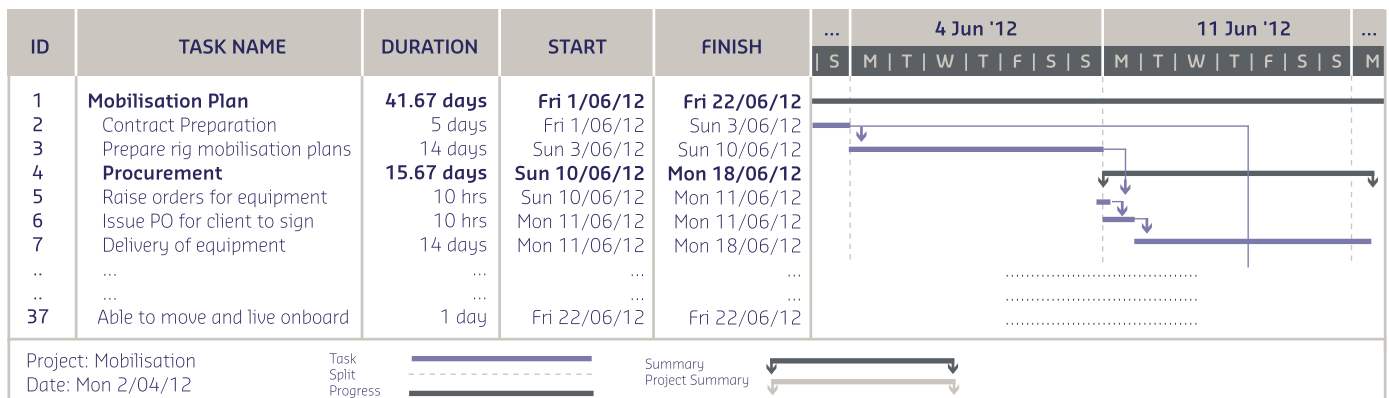 ID TASK NAME DURATION START FINISH ... 4 Jun '12 11 Jun '12 ...
| S M | T | W | T | F | S | S M | T | W | T | F | S | S M
1 Mobilisation Plan 41.67 days Fri 1/06/12 Fri 22/06/12
2 Contract Preparation 5 days Fri 1/06/12 Sun 3/06/12
3 Prepare rig mobilisation plans 14 days Sun 3/06/12 Sun 10/06/12
4 Procurement 15.67 days Sun 10/06/12 Mon 18/06/12
5 Raise orders for equipment 10 hrs Sun 10/06/12 Mon 11/06/12
6 Issue PO for client to sign 10 hrs Mon 11/06/12 Mon 11/06/12
7 Delivery of equipment 14 days Mon 11/06/12 Mon 18/06/12
.. ... ... ... ...
.. ... ... ... ...
37 Able to move and live onboard 1 day Fri 22/06/12 Fri 22/06/12
Project: Mobilisation
Date: Mon 2/04/12
Task
Split
Progress
Summary
Project Summary